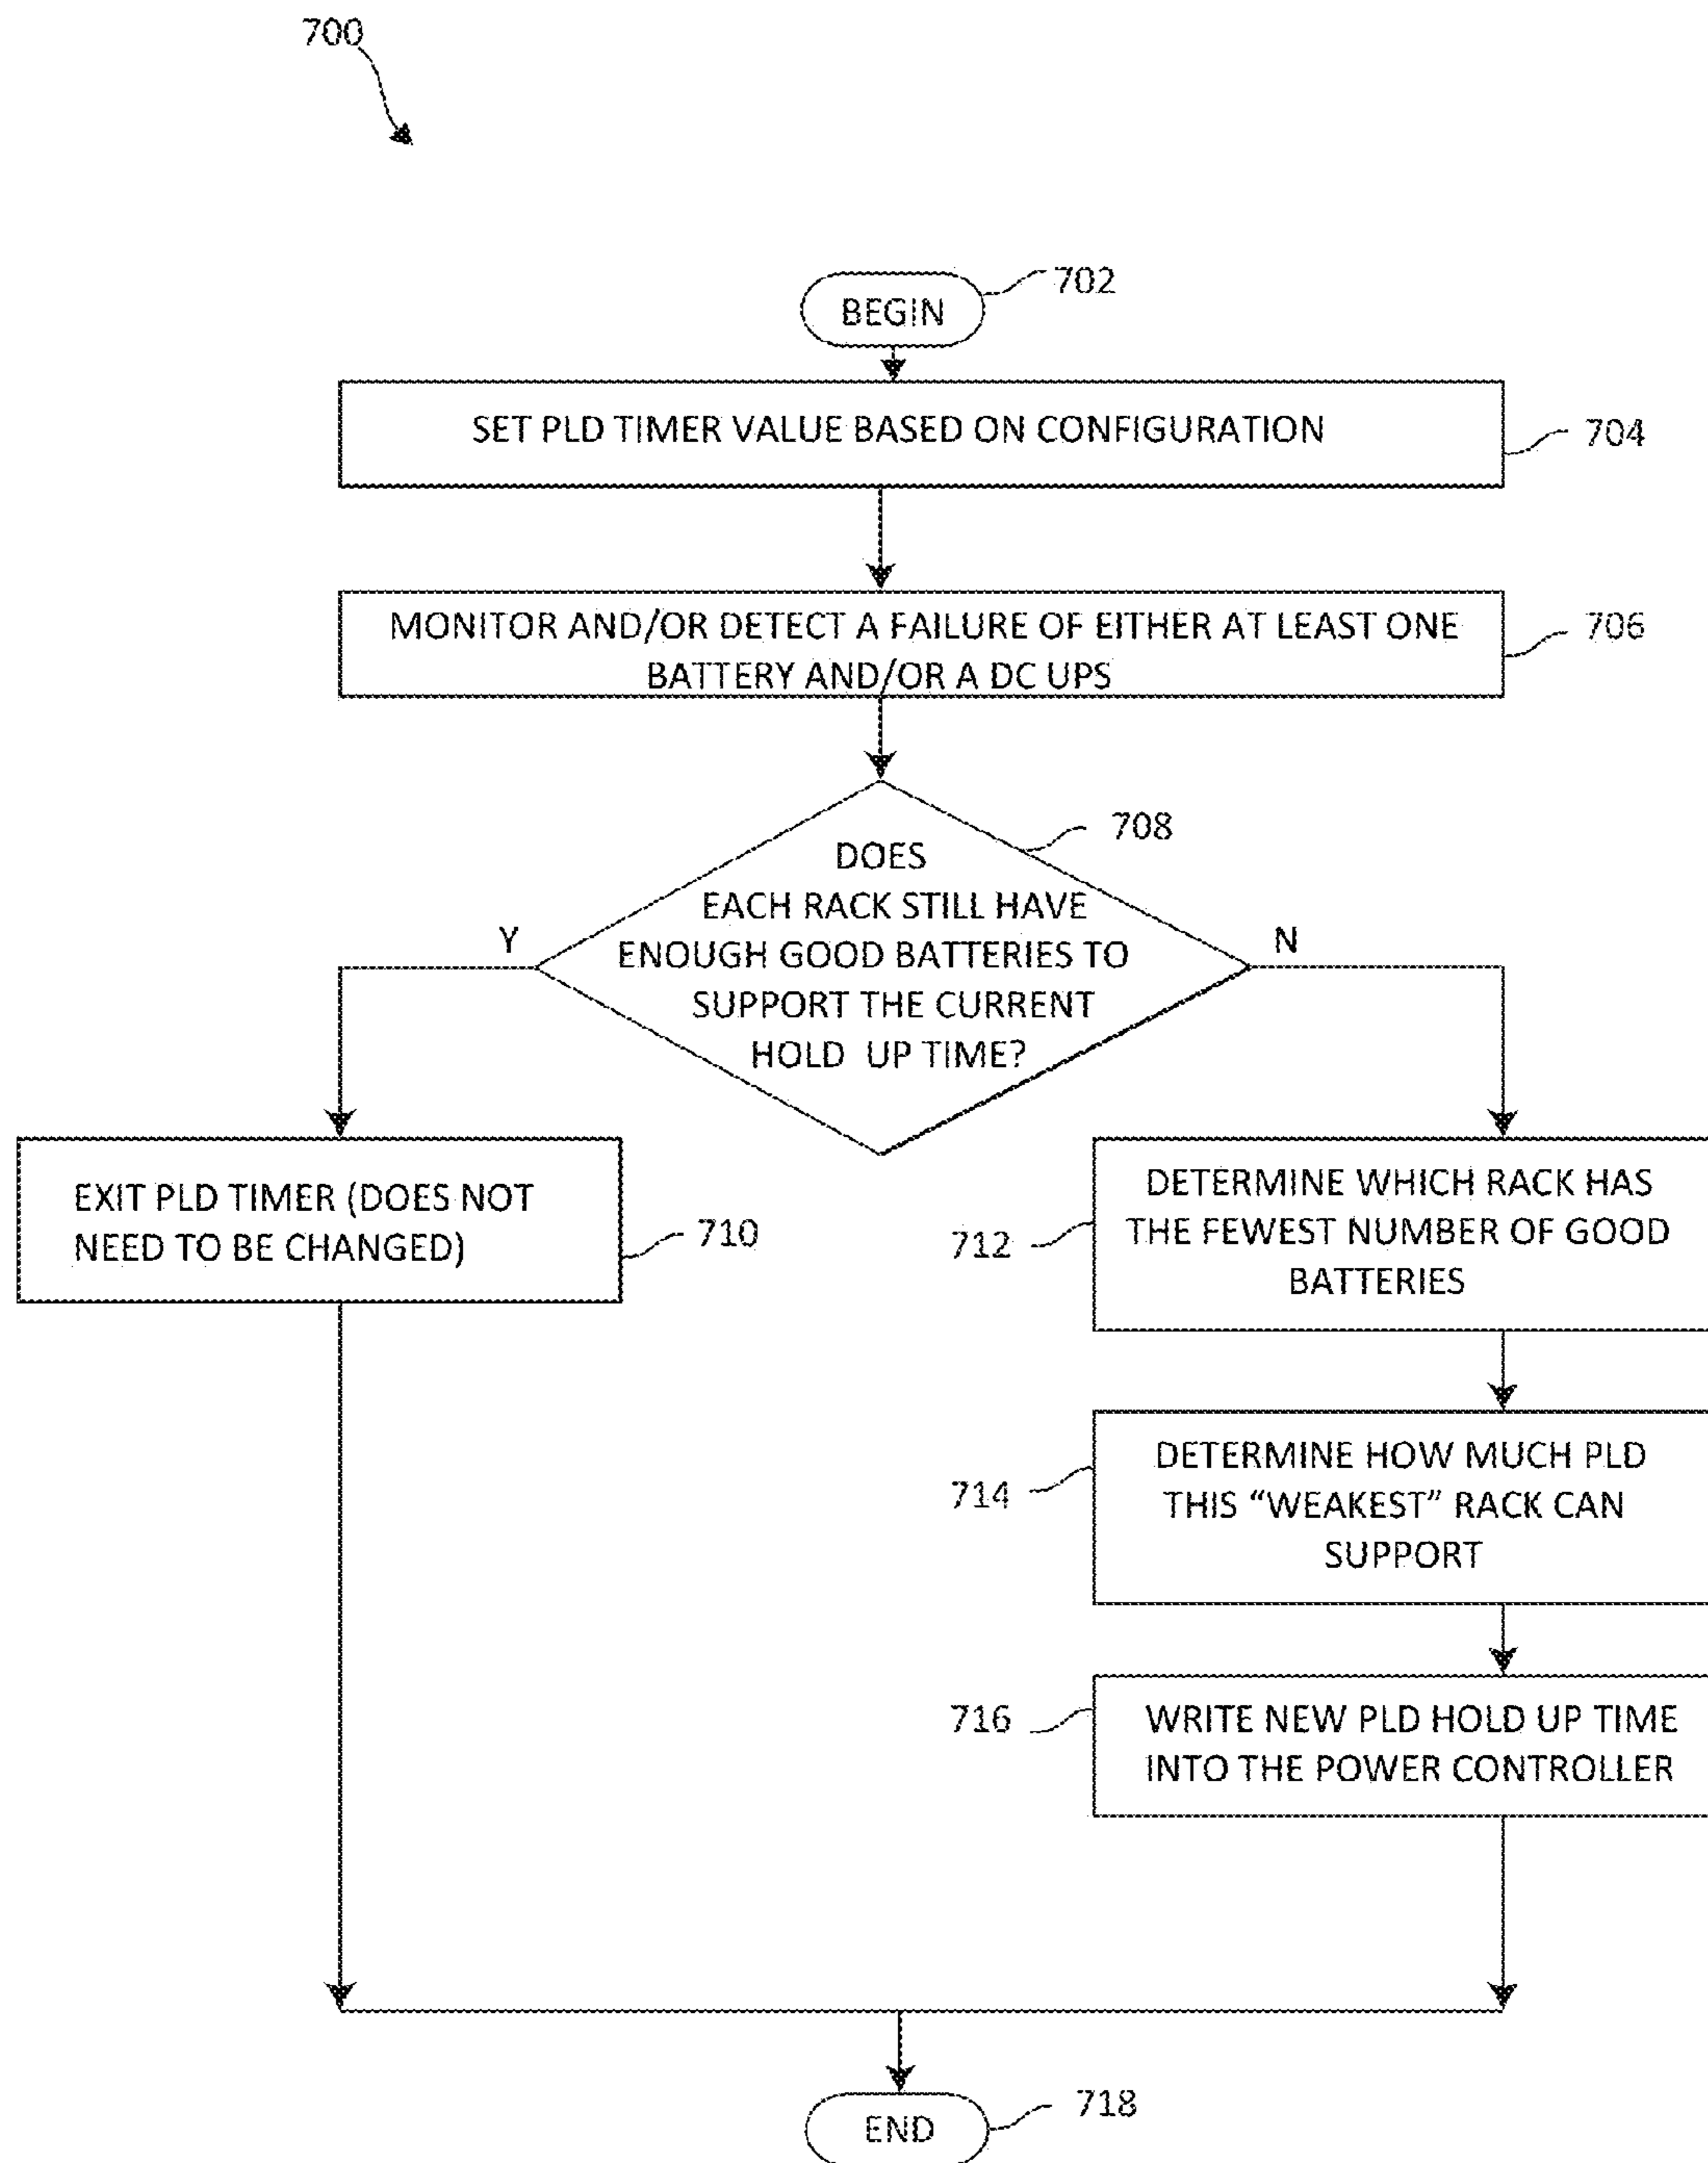 700
BEGIN
702
SET PLD TIMER VALUE BASED ON CONFIGURATION
704
MONITOR AND/OR DETECT A FAILURE OF EITHER AT LEAST ONE
BATTERY AND/OR A DC UPS
706
DOES
EACH RACK STILL HAVE
ENOUGH GOOD BATTERIES TO
SUPPORT THE CURRENT
HOLD UP TIME?
708
Y
N
EXIT PLD TIMER (DOES NOT
NEED TO BE CHANGED)
710
DETERMINE WHICH RACK HAS
THE FEWEST NUMBER OF GOOD
BATTERIES
712
DETERMINE HOW MUCH PLD
THIS “WEAKEST” RACK CAN
SUPPORT
714
WRITE NEW PLD HOLD UP TIME
INTO THE POWER CONTROLLER
716
END
718